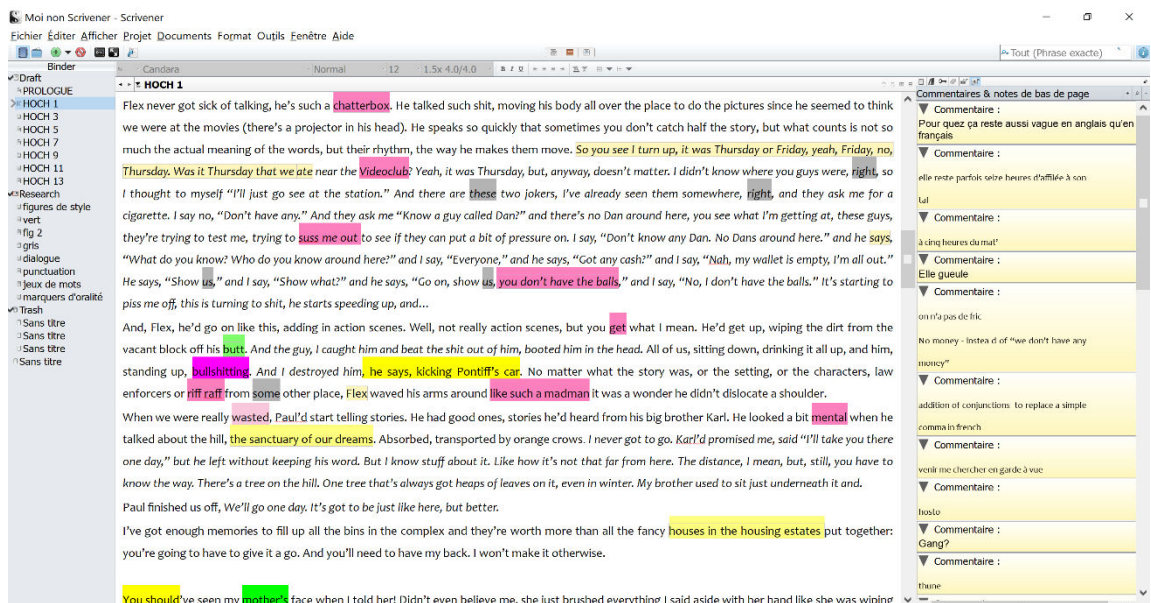 Moi non Scrivener - Scrivener
Eichier Éditer Afficher Projet Documents Format Outils Fenêtre Aide
Tout (Phrase exacte)
Binder
Candara Normal 12 1.5x 4.0/4.0 B I U
Draft
PROLOGUE
HOCH 1
HOCH 3
HOCH 5
HOCH 7
HOCH 9
HOCH 11
HOCH 13
Research
figures de style
vert
fig 2
gris
dialogue
punctuation
jeux de mots
marquers d'oralité
Trash
Sans titre
Sans titre
Sans titre
Sans titre
HOCH 1
Flex never got sick of talking, he's such a chatterbox. He talked such shit, moving his body all over the place to do the pictures since he seemed to think
we were at the movies (there's a projector in his head). He speaks so quickly that sometimes you don't catch half the story, but what counts is not so
much the actual meaning of the words, but their rhythm, the way he makes them move. So you see I turn up, it was Thursday or Friday, yeah, Friday, no,
Thursday. Was it Thursday that we ate near the Videoclub? Yeah, it was Thursday, but, anyway, doesn't matter. I didn't know where you guys were, right, so
I thought to myself "I'll just go see at the station." And there are these two jokers, I've already seen them somewhere, right, and they ask me for a
cigarette. I say no, "Don't have any." And they ask me "Know a guy called Dan?" and there's no Dan around here, you see what I'm getting at, these guys,
they're trying to test me, trying to suss me out to see if they can put a bit of pressure on. I say, "Don't know any Dan. No Dans around here." and he says,
"What do you know? Who do you know around here?" and I say, "Everyone," and he says, "Got any cash?" and I say, "Nah, my wallet is empty, I'm all out."
He says, "Show us," and I say, "Show what?" and he says, "Go on, show us, you don't have the balls," and I say, "No, I don't have the balls." It's starting to
piss me off, this is turning to shit, he starts speeding up, and...
And, Flex, he'd go on like this, adding in action scenes. Well, not really action scenes, but you get what I mean. He'd get up, wiping the dirt from the
vacant block off his butt. And the guy, I caught him and beat the shit out of him, booted him in the head. All of us, sitting down, drinking it all up, and him,
standing up, bullshitting. And I destroyed him, he says, kicking Pontiff's car. No matter what the story was, or the setting, or the characters, law
enforcers or riff raff from some other place, Flex waved his arms around like such a madman it was a wonder he didn't dislocate a shoulder.
When we were really wasted, Paul'd start telling stories. He had good ones, stories he'd heard from his big brother Karl. He looked a bit mental when he
talked about the hill, the sanctuary of our dreams. Absorbed, transported by orange crows. I never got to go. Karl'd promised me, said "I'll take you there
one day," but he left without keeping his word. But I know stuff about it. Like how it's not that far from here. The distance, I mean, but, still, you have to
know the way. There's a tree on the hill. One tree that's always got heaps of leaves on it, even in winter. My brother used to sit just underneath it and.
Paul finished us off, We'll go one day. It's got to be just like here, but better.
I've got enough memories to fill up all the bins in the complex and they're worth more than all the fancy houses in the housing estates put together:
you're going to have to give it a go. And you'll need to have my back. I won't make it otherwise.
You should've seen my mother's face when I told her! Didn't even believe me, she just brushed everything I said aside with her hand like she was wiping
Commentaires & notes de bas de page
Commentaire :
Pour quez ça reste aussi vague en anglais qu'en
français
Commentaire :
elle reste parfois seize heures d'affilée à son
tal
Commentaire :
à cinq heures du mat'
Commentaire :
Elle gueule
Commentaire :
on n'a pas de fric
No money - instead of "we don't have any
money"
Commentaire :
addition of conjunctions to replace a simple
comma in french
Commentaire :
venir me chercher en garde à vue
Commentaire :
hosto
Commentaire :
Gang?
Commentaire :
thune